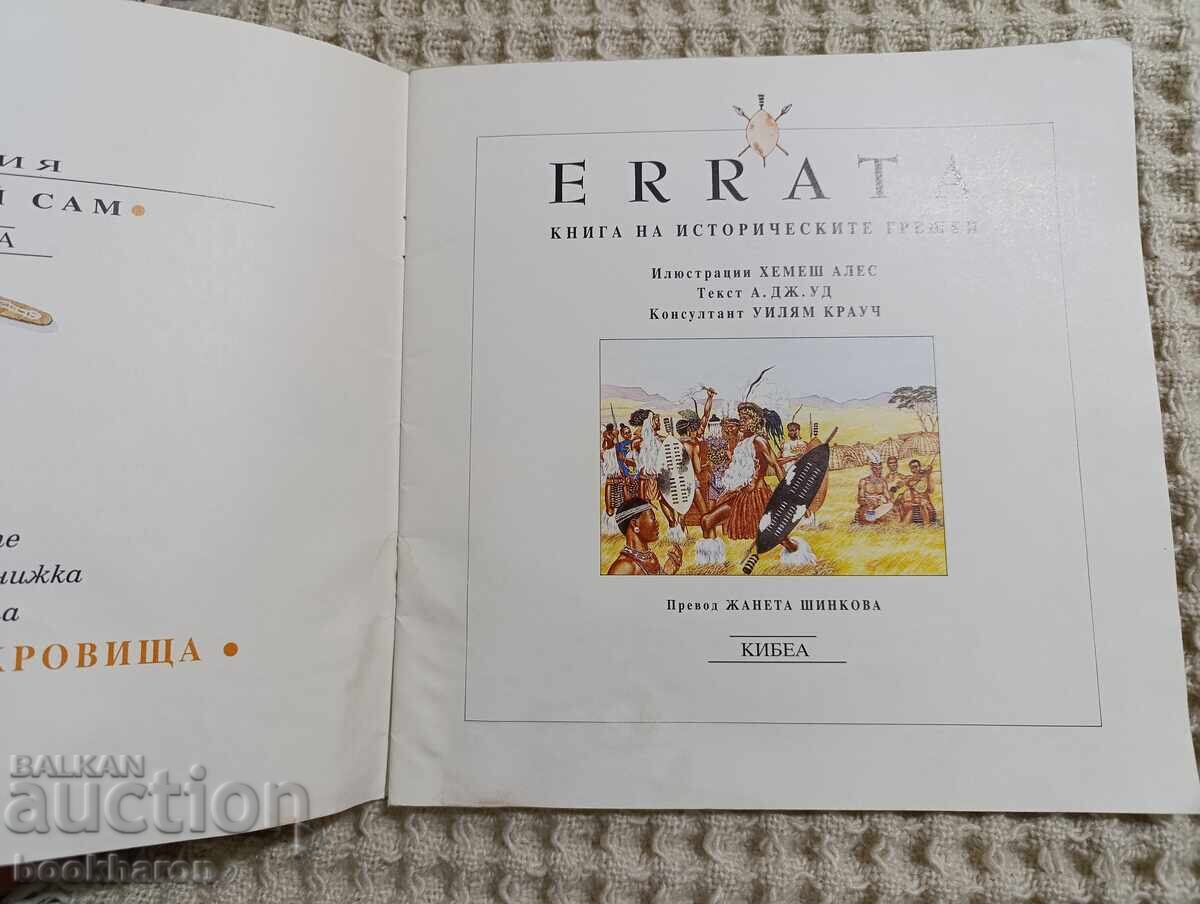 ИЯ
Й САМ
А
те
нижка
а
КРОВИЩА •
ERRATA
КНИГА НА ИСТОРИЧЕСКИТЕ ГРЕШКИ
Илюстрации ХЕМЕШ АЛЕС
Текст А. ДЖ. УД
Консултант УИЛЯМ КРАУЧ
Превод ЖАНЕТА ШИНКОВА
КИБЕА
BALKAN
auction
bookharon